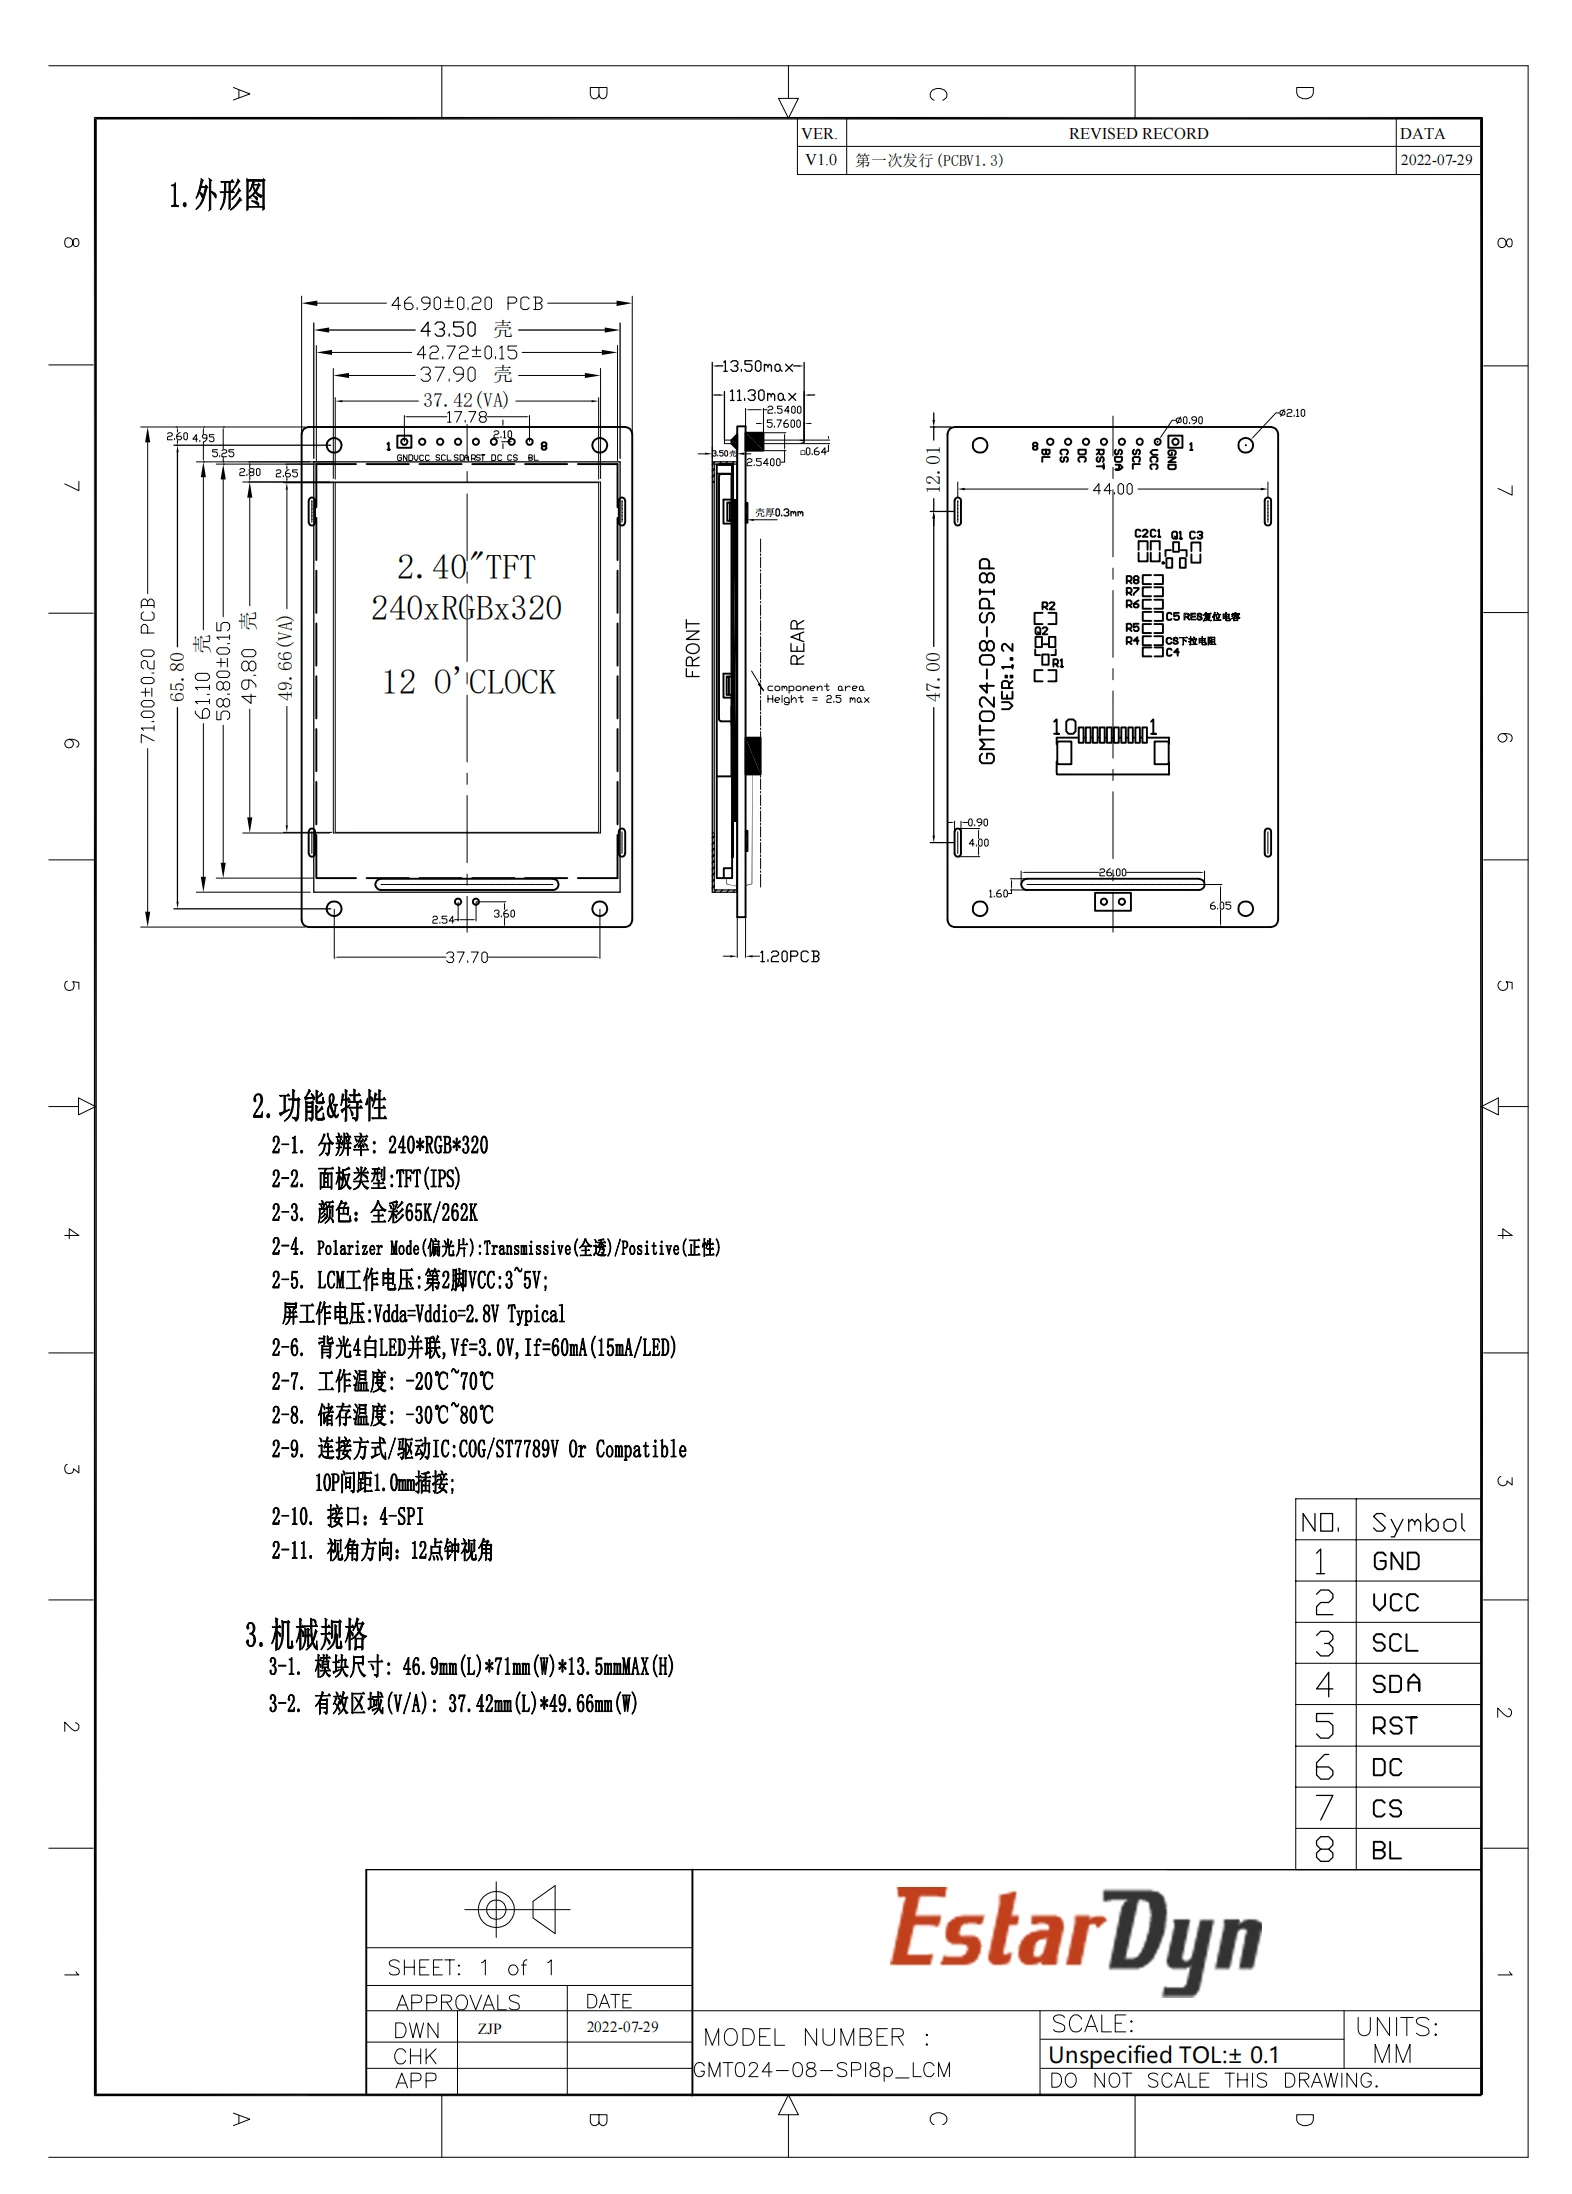 A B C D
VER. REVISED RECORD DATA
V1.0 第一次发行(PCBV1.3) 2022-07-29
1.外形图
8 8
7 7
6 6
5 5
4 4
3 3
2 2
1 1
46.90±0.20 PCB
43.50 壳
42.72±0.15
37.90 壳
37.42(VA)
17.78
2.10
1 8
GND VCC SCL SDA RST DC CS BL
2.60 4.95
5.25
2.80 2.65
71.00±0.20 PCB
65.80
61.10 壳
58.80±0.15
49.80 壳
49.66(VA)
2.40"TFT
240xRGBx320
12 O'CLOCK
2.54
3.60
37.70
13.50max
11.30max
2.5400
5.7600
3.50壳
2.5400
□0.64
壳厚0.3mm
FRONT
REAR
component area
Height = 2.5 max
1.20PCB
Ø0.90
Ø2.10
12.01
8 1
BL CS DC RST SDA SCL VCC GND
44.00
47.00
GMT024-08-SPI8P
VER:1.2
C2 C1 Q1 C3
R8
R7
R6
C5 RES复位电容
R5
R4 CS下拉电阻
C4
R2
Q2
R1
10 1
0.90
4.00
26.00
1.60
6.05
2.功能&特性
2-1. 分辨率: 240*RGB*320
2-2. 面板类型:TFT(IPS)
2-3. 颜色: 全彩65K/262K
2-4. Polarizer Mode(偏光片):Transmissive(全透)/Positive(正性)
2-5. LCM工作电压:第2脚VCC:3~5V;
屏工作电压:Vdda=Vddio=2.8V Typical
2-6. 背光4白LED并联,Vf=3.0V,If=60mA(15mA/LED)
2-7. 工作温度: -20℃~70℃
2-8. 储存温度: -30℃~80℃
2-9. 连接方式/驱动IC:COG/ST7789V Or Compatible
10P间距1.0mm插接;
2-10. 接口: 4-SPI
2-11. 视角方向: 12点钟视角
3.机械规格
3-1. 模块尺寸: 46.9mm(L)*71mm(W)*13.5mmMAX(H)
3-2. 有效区域(V/A): 37.42mm(L)*49.66mm(W)
NO. Symbol
1 GND
2 VCC
3 SCL
4 SDA
5 RST
6 DC
7 CS
8 BL
EstarDyn
SHEET: 1 of 1
APPROVALS DATE
DWN ZJP 2022-07-29
CHK
APP
MODEL NUMBER :
GMT024-08-SPI8p_LCM
SCALE:
Unspecified TOL:± 0.1
DO NOT SCALE THIS DRAWING.
UNITS:
MM
A B C D